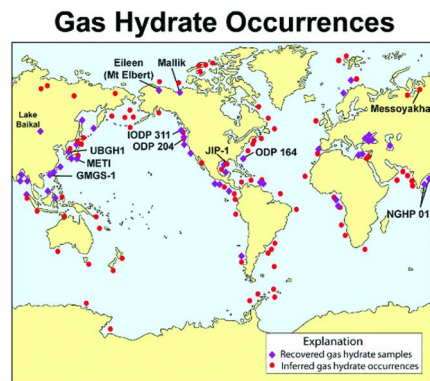 Gas Hydrate Occurrences
Eileen
(Mt Elbert)
Mallik
Messoyakha
Lake
Baikal
IODP 311
ODP 204
UBGH1
METI
GMGS-1
JIP-1
ODP 164
NGHP 01
Explanation
Recovered gas hydrate samples
Inferred gas hydrate occurrences